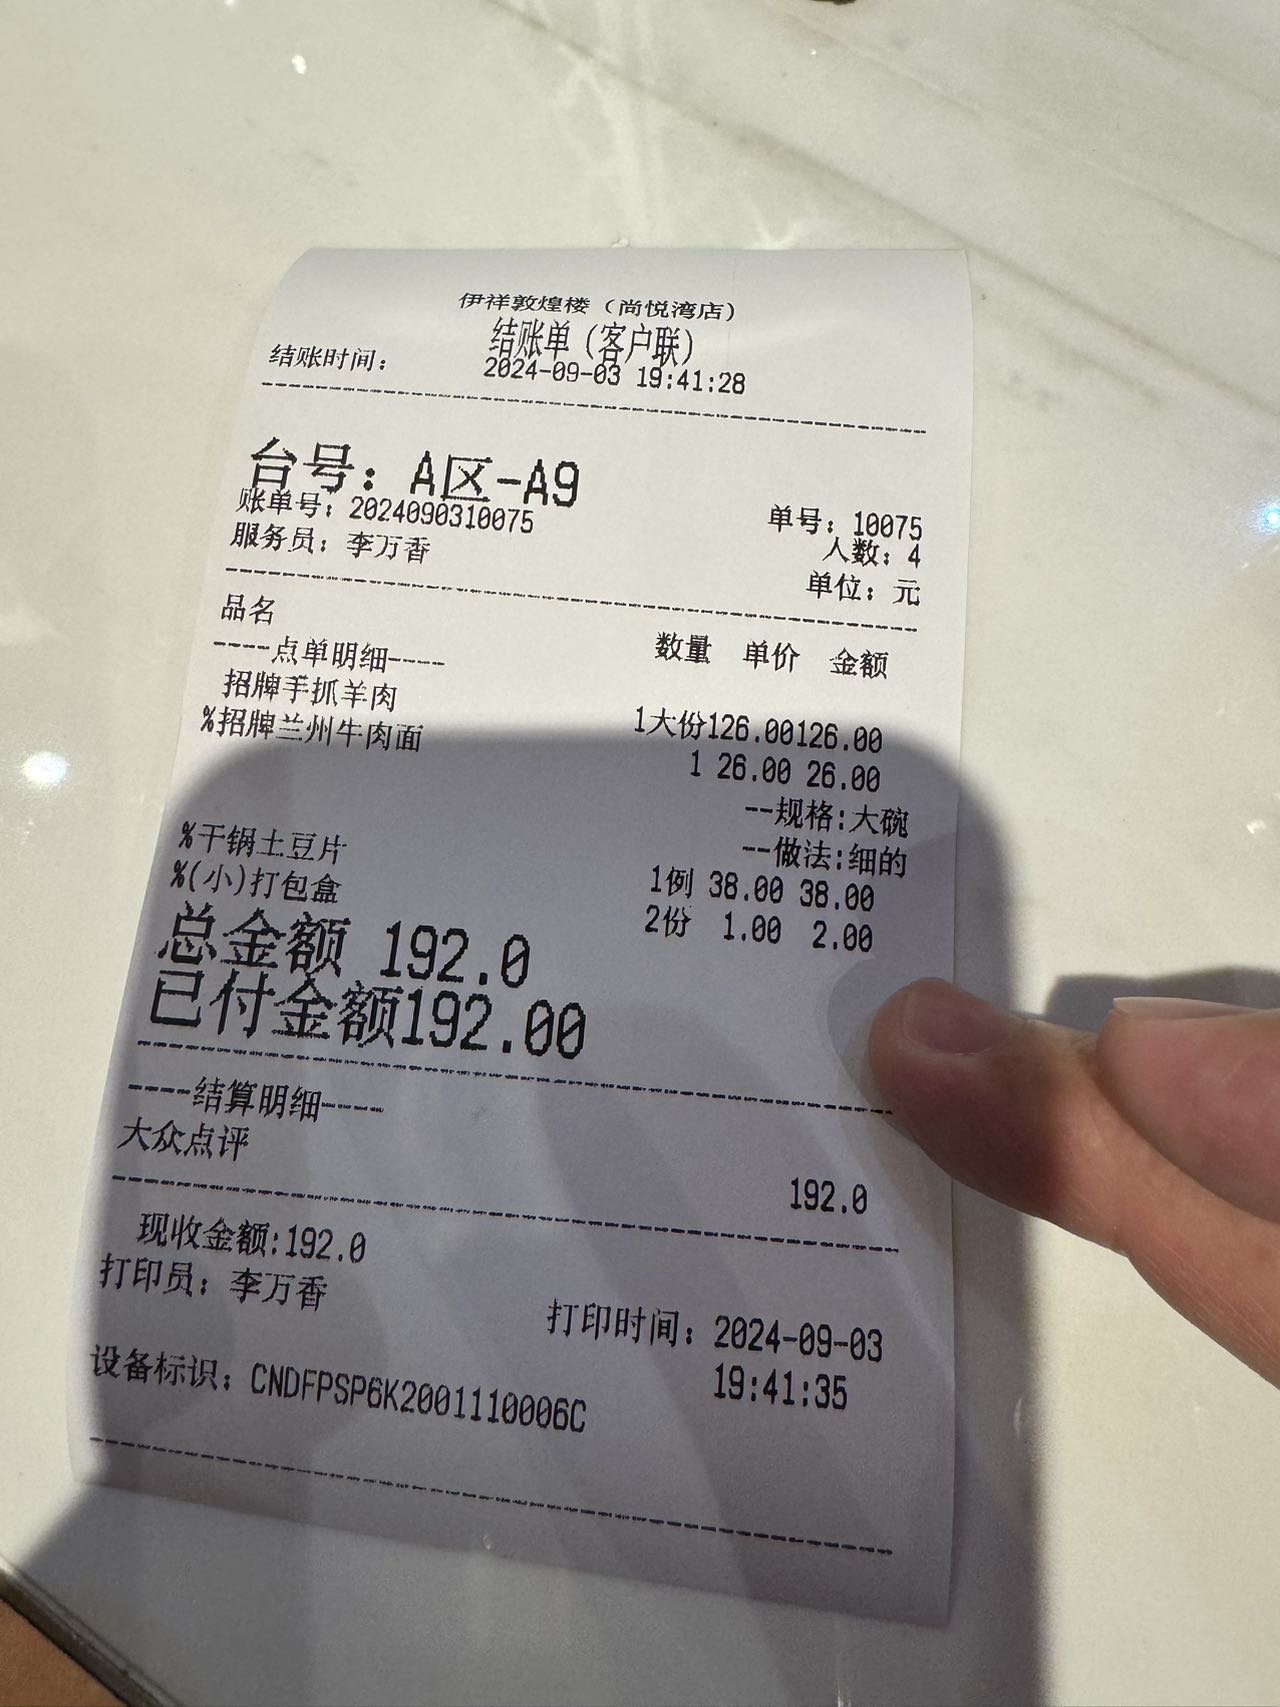 伊祥敦煌楼（尚悦湾店）
结账单（客户联）
结账时间： 2024-09-03 19:41:28
台号：A区-A9
账单号：2024090310075 单号：10075
服务员：李万香 人数：4
单位：元
品名 数量 单价 金额
----点单明细----
招牌手抓羊肉 1大份126.00126.00
%招牌兰州牛肉面 1 26.00 26.00
--规格:大碗
--做法:细的
%干锅土豆片 1例 38.00 38.00
%(小)打包盒 2份 1.00 2.00
总金额 192.0
已付金额192.00
----结算明细----
大众点评 192.0
现收金额:192.0
打印员：李万香 打印时间：2024-09-03
19:41:35
设备标识：CNDFPSP6K2001110006C